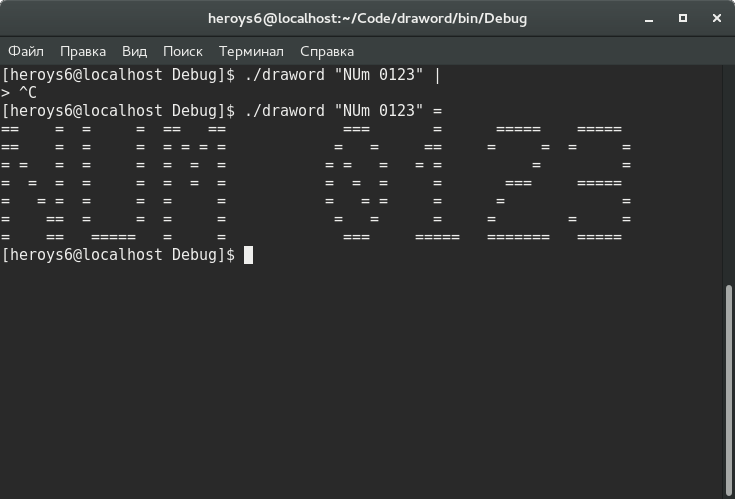 heroys6@localhost:~/Code/draword/bin/Debug
Файл Правка Вид Поиск Терминал Справка
[heroys6@localhost Debug]$ ./draword "NUm 0123" |
> ^C
[heroys6@localhost Debug]$ ./draword "NUm 0123" =
==    =  =     =  ==   ==             ===       =      =====    =====
==    =  =     =  = = = =            =   =     ==     =     =  =     =
= =   =  =     =  =  =  =           = =   =   = =          =         =
=  =  =  =     =  =  =  =           =  =  =     =       ===     =====
=   = =  =     =  =     =           =   = =     =      =             =
=    ==  =     =  =     =            =   =      =     =        =     =
=    ==   =====   =     =             ===     =====   =======   =====
[heroys6@localhost Debug]$